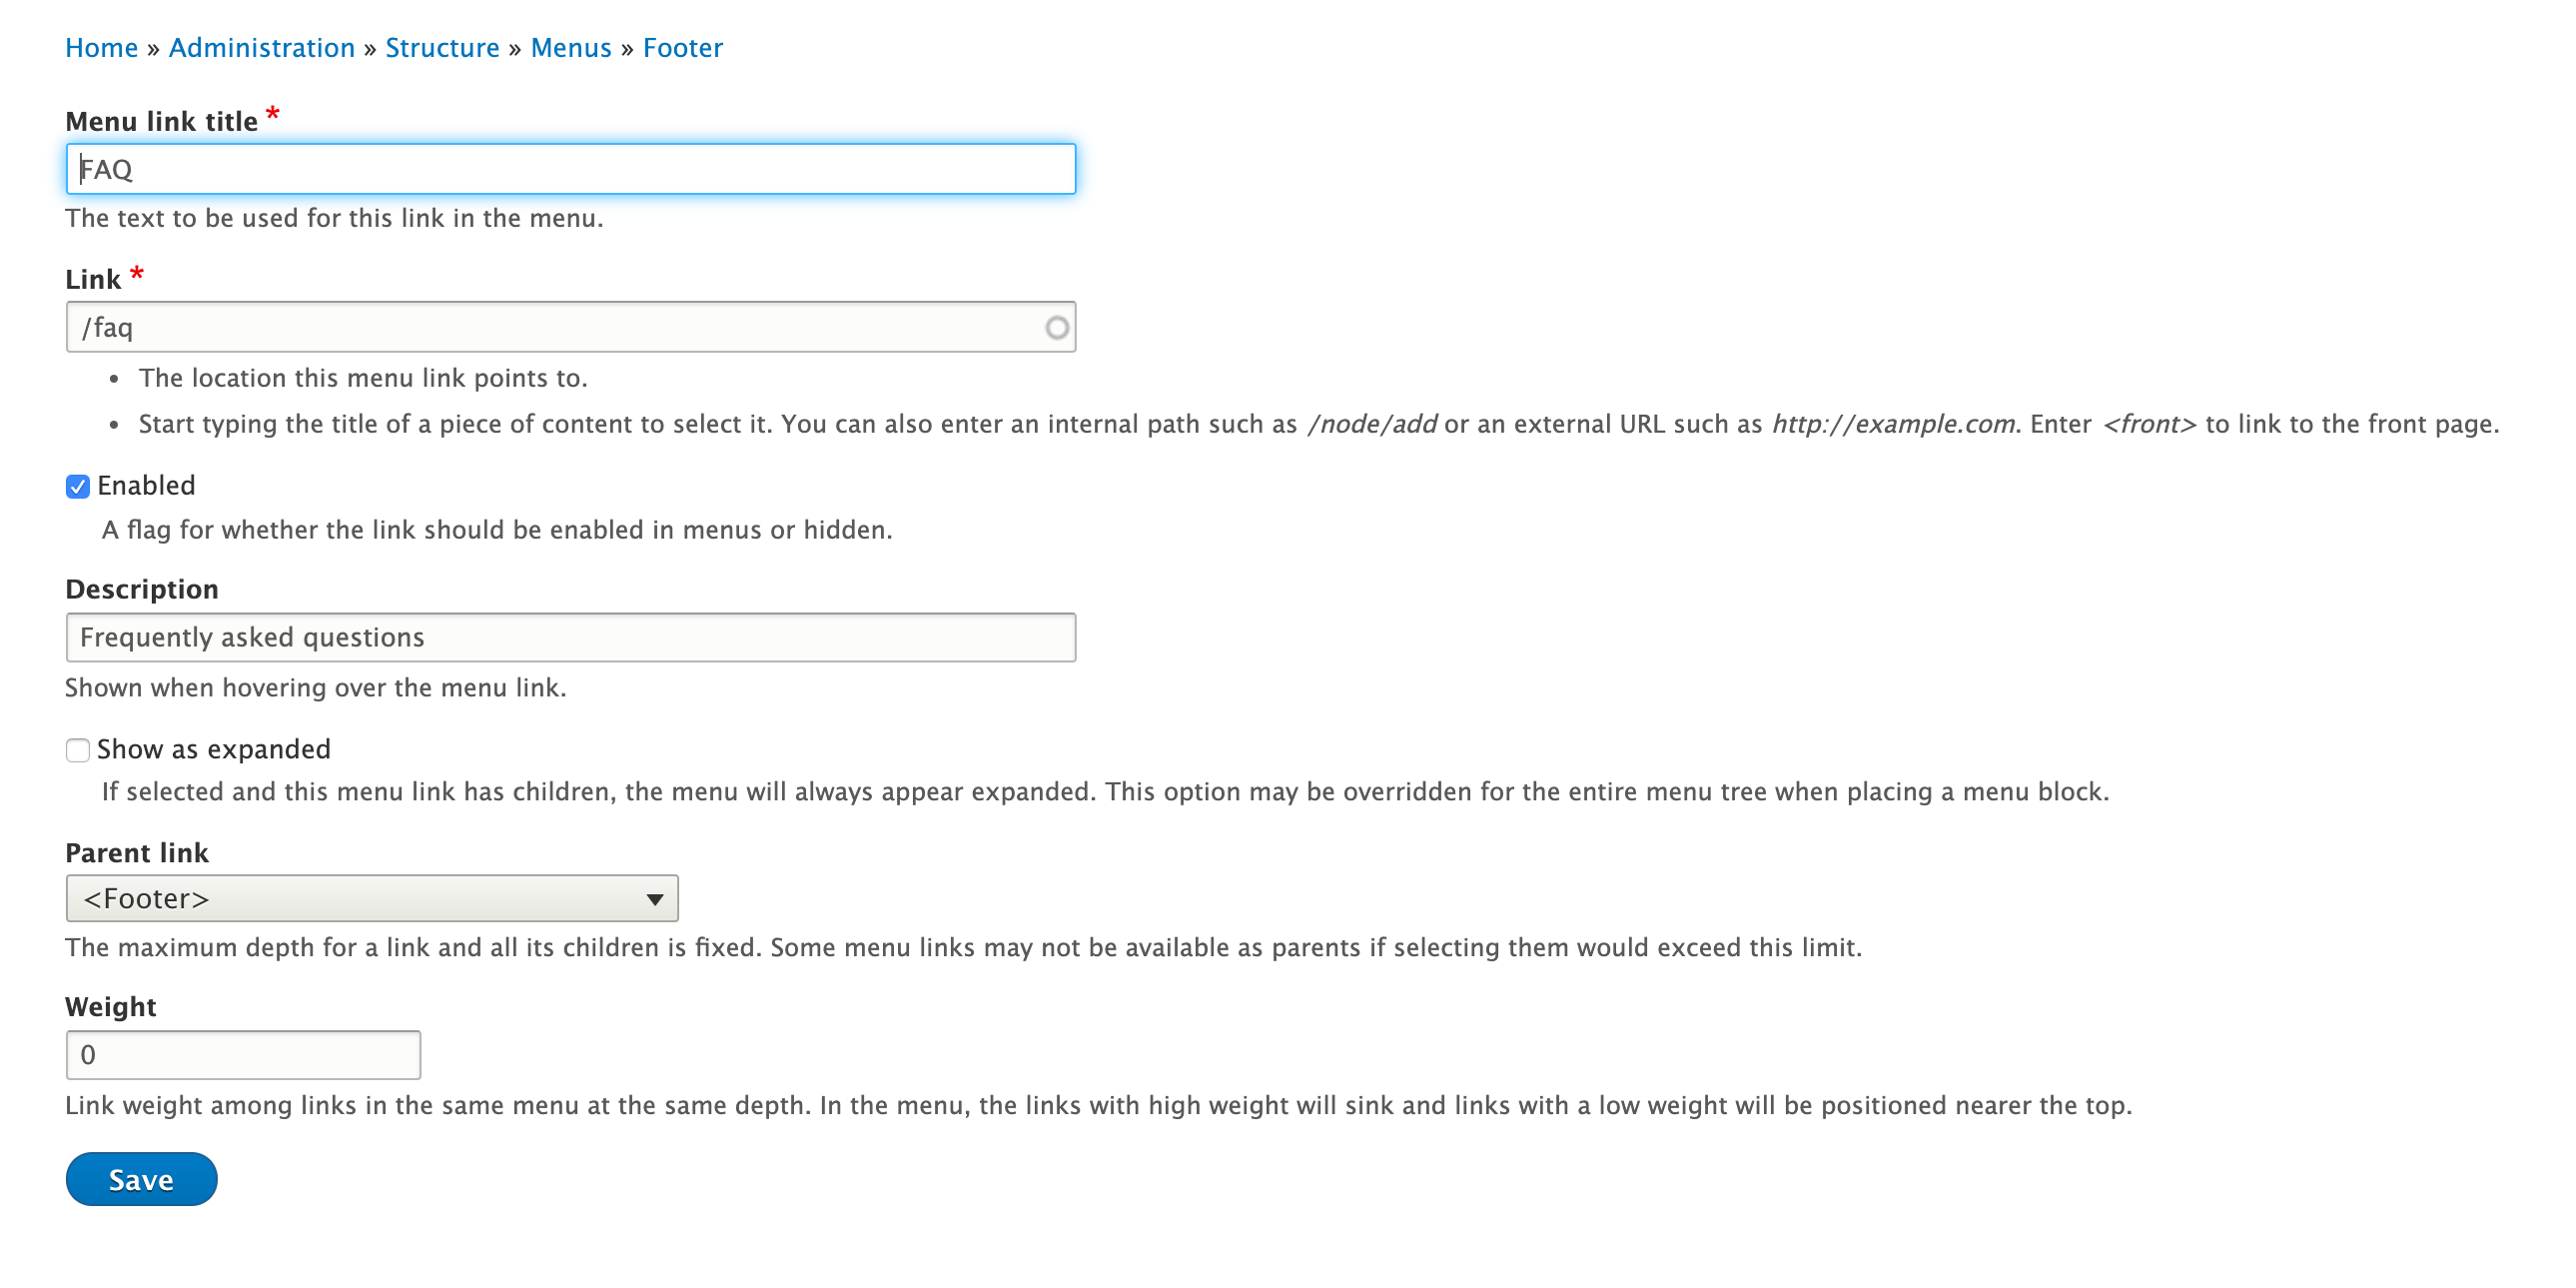 Home » Administration » Structure » Menus » Footer
Menu link title *
FAQ
The text to be used for this link in the menu.
Link *
/faq
• The location this menu link points to.
• Start typing the title of a piece of content to select it. You can also enter an internal path such as /node/add or an external URL such as http://example.com. Enter <front> to link to the front page.
Enabled
A flag for whether the link should be enabled in menus or hidden.
Description
Frequently asked questions
Shown when hovering over the menu link.
Show as expanded
If selected and this menu link has children, the menu will always appear expanded. This option may be overridden for the entire menu tree when placing a menu block.
Parent link
<Footer>
The maximum depth for a link and all its children is fixed. Some menu links may not be available as parents if selecting them would exceed this limit.
Weight
0
Link weight among links in the same menu at the same depth. In the menu, the links with high weight will sink and links with a low weight will be positioned nearer the top.
Save